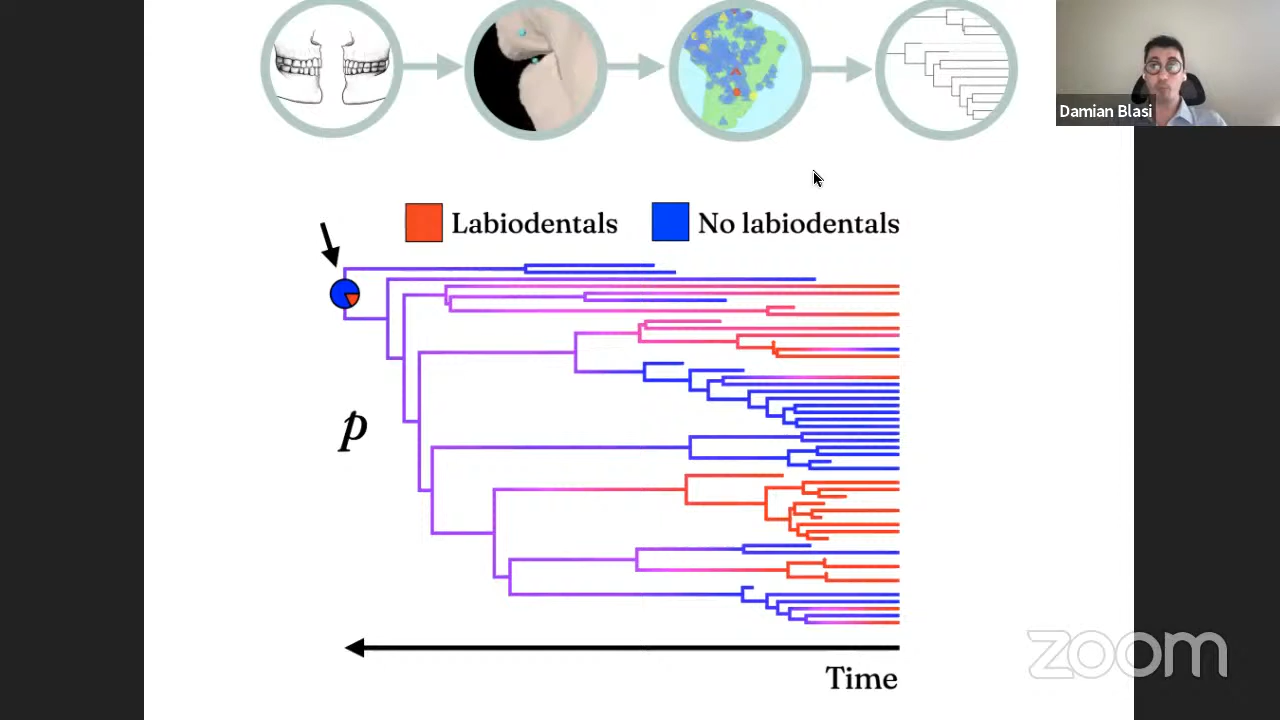 Damian Blasi
Labiodentals
No labiodentals
p
Time
zoom